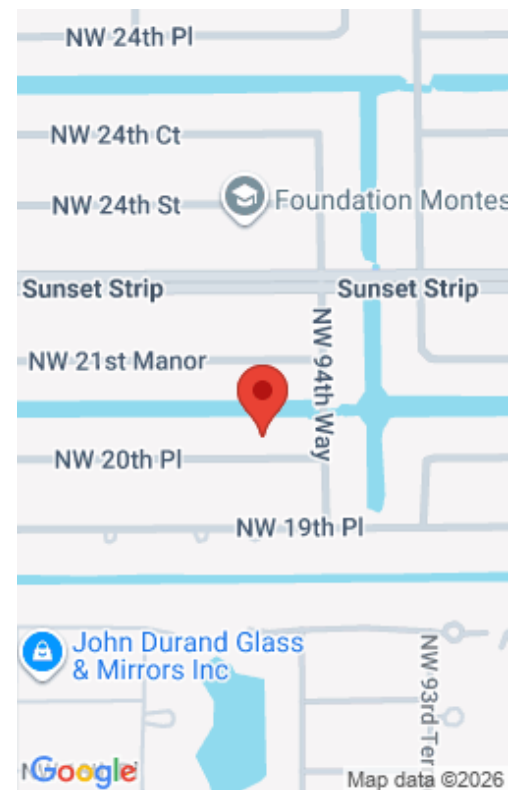 NW 24th Pl
NW 24th Ct
NW 24th St
Foundation Montes
Sunset Strip
Sunset Strip
NW 21st Manor
NW 94th Way
NW 20th Pl
NW 19th Pl
John Durand Glass
& Mirrors Inc
NW 93rd Terr
Google
Map data ©2026